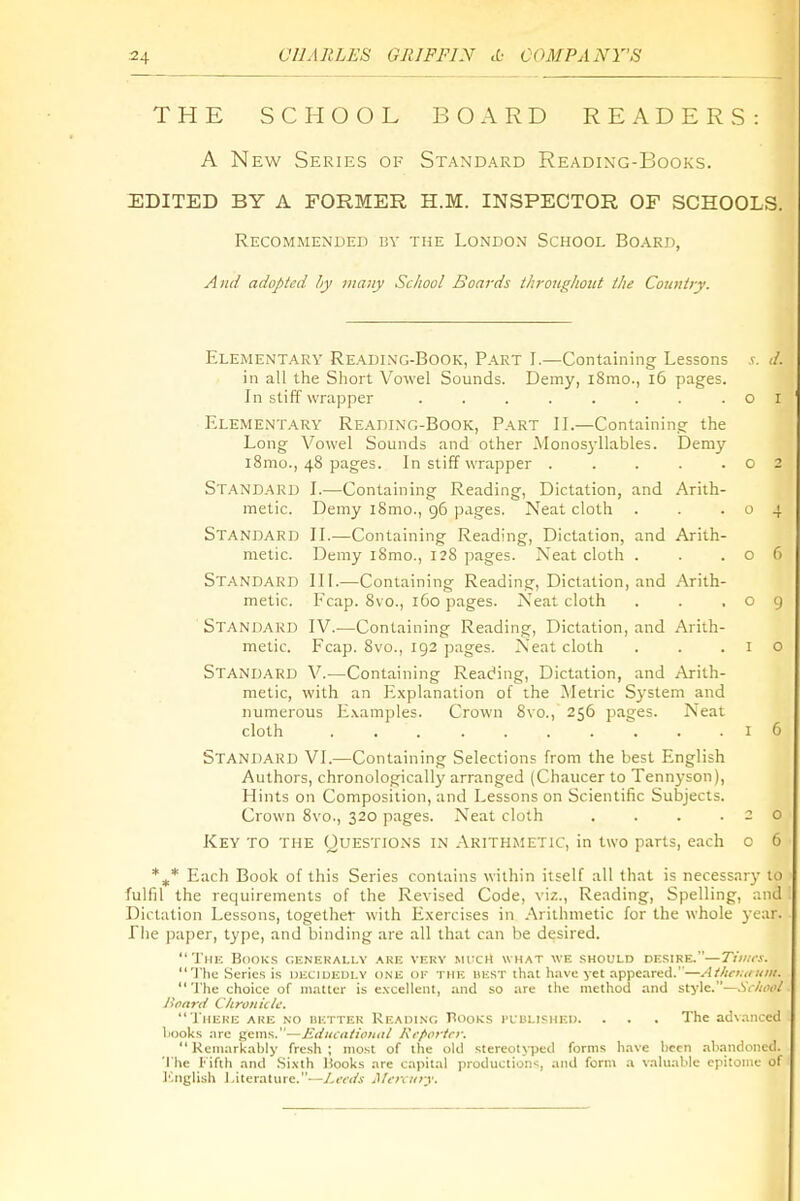 24 CHARLES GRIFFIN & COMPANY'S
THE SCHOOL BOARD READERS:
A New Series of Standard Reading-Books.
EDITED BY A FORMER H.M. INSPECTOR OF SCHOOLS.
Recommended by the London School Board,
And adopted by many School Boards throughout the Country.
Elementary Reading-Book, Part I.—Containing Lessons s. d.
in all the Short Vowel Sounds. Demy, 18mo., 16 pages.
In stiff wrapper . . . . . . . . 0 1
Elementary Reading-Book, Part II.—Containing the
Long Vowel Sounds and other Monosyllables. Demy
18mo., 48 pages. In stiff wrapper . . . . . 0 2
Standard I.—Containing Reading, Dictation, and Arith-
metic. Demy 18mo., 96 pages. Neat cloth . . . 0 4
Standard II.—Containing Reading, Dictation, and Arith-
metic. Demy 18mo., 128 pages. Neat cloth . . . 0 6
Standard III.—Containing Reading, Dictation, and Arith-
metic. Fcap. 8vo., 160 pages. Neat cloth . . . 0 9
Standard IV.—Containing Reading, Dictation, and Arith-
metic. Fcap. 8vo., 192 pages. Neat cloth . . . 1 0
Standard V.—Containing Reading, Dictation, and Arith-
metic, with an Explanation of the Metric System and
numerous Examples. Crown 8vo., 256 pages. Neat
cloth . . . . . . . . . . 1 6
Standard VI.—Containing Selections from the best English
Authors, chronologically arranged (Chaucer to Tennyson),
Hints on Composition, and Lessons on Scientific Subjects.
Crown 8vo., 320 pages. Neat cloth . . . . 2 0
Key to the Questions in Arithmetic, in two parts, each 0 6
*** Each Book of this Series contains within itself all that is necessary to
fulfil the requirements of the Revised Code, viz., Reading, Spelling, and
Dictation Lessons, together with Exercises in Arithmetic for the whole year.
The paper, type, and binding are all that can be desired.
"The Books generally are very much what we should desire."—Times.
"The Series is decidedly one of the best that have yet appeared."—Athenæum.
"The choice of matter is excellent, and so are the method and style."—School
Board Chronicle.
"There are no better Reading Books published. . . . The advanced
books are gems."—Educational Reporter.
"Remarkably fresh; most of the old stereotyped forms have been abandoned.
The Fifth and Sixth Books are capital productions, and form a valuable epitome of
English Literature."—Leeds Mercury.